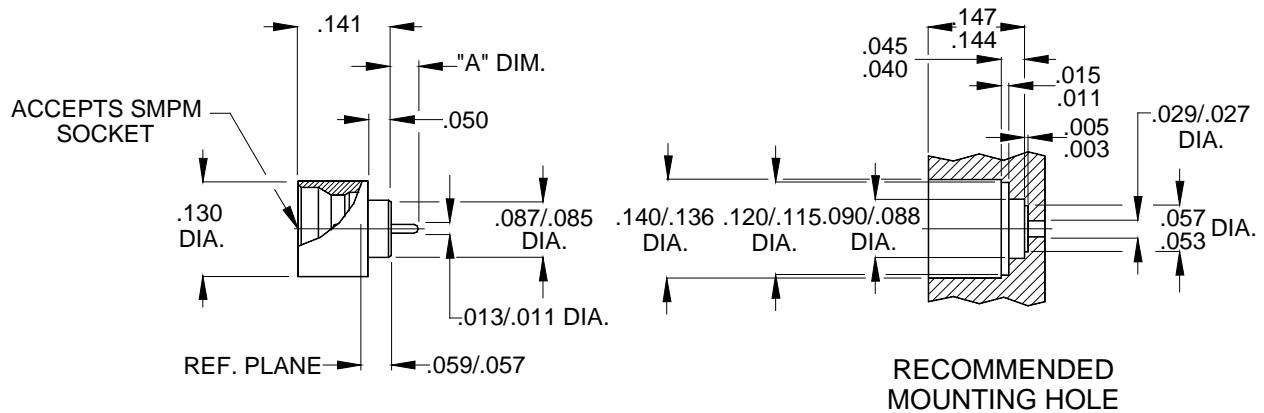 .141
"A" DIM.
ACCEPTS SMPM
SOCKET
.050
.130
DIA.
.087/.085
DIA.
.013/.011 DIA.
REF. PLANE
.059/.057
.147
.144
.045
.040
.015
.011
.005
.003
.029/.027
DIA.
.140/.136
DIA.
.120/.115
DIA.
.090/.088
DIA.
.057
.053
DIA.
RECOMMENDED
MOUNTING HOLE